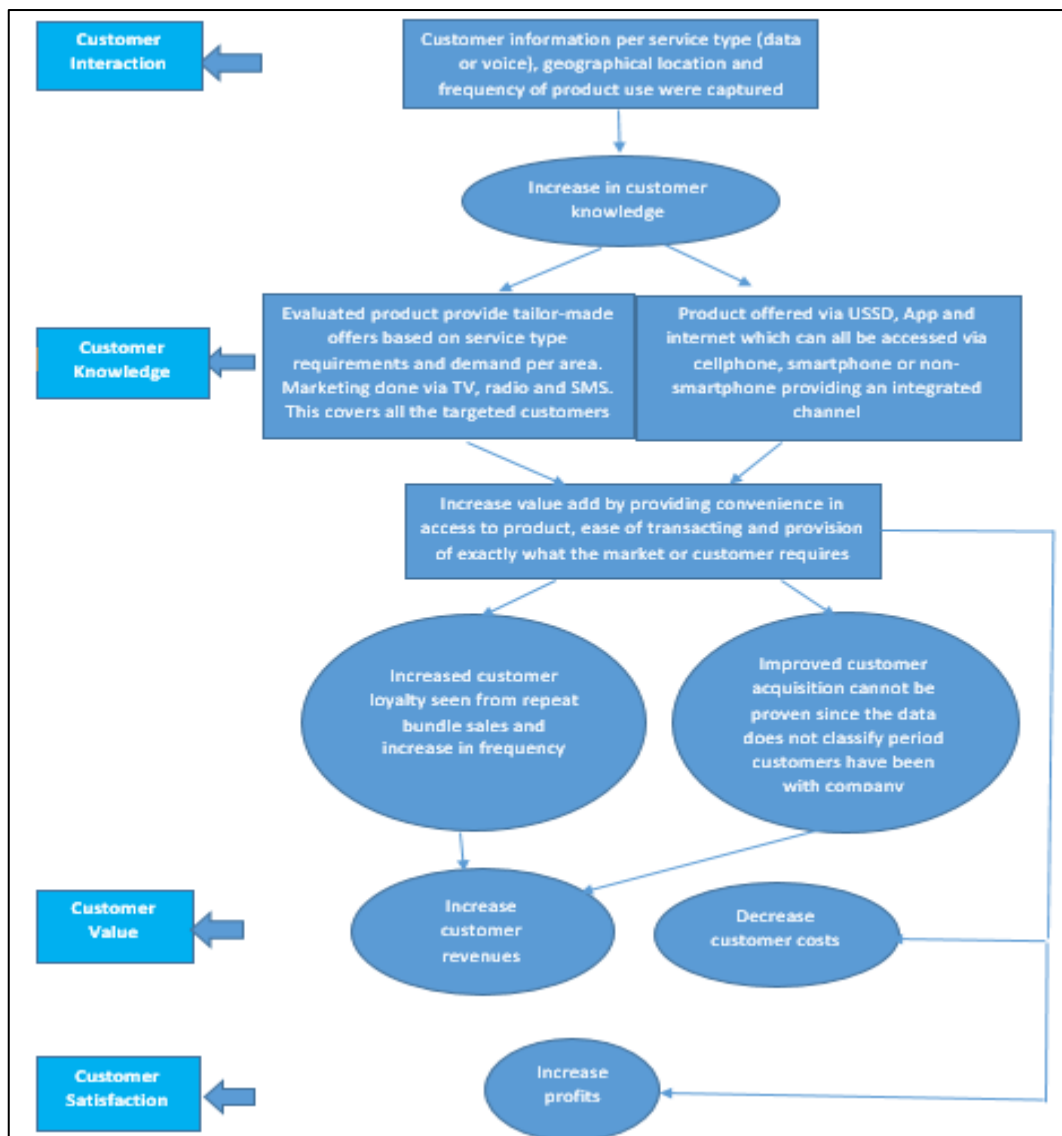 Customer
Interaction
Customer information per service type (data
or voice), geographical location and
frequency of product use were captured
Increase in customer
knowledge
Customer
Knowledge
Evaluated product provide tailor-made
offers based on service type
requirements and demand per area.
Marketing done via TV, radio and SMS.
This covers all the targeted customers
Product offered via USSD, App and
internet which can all be accessed via
cellphone, smartphone or non-
smartphone providing an integrated
channel
Increase value add by providing convenience in
access to product, ease of transacting and provision
of exactly what the market or customer requires
Increased customer
loyalty seen from repeat
bundle sales and
increase in frequency
Improved customer
acquisition cannot be
proven since the data
does not classify period
customers have been
with company
Customer
Value
Increase
customer
revenues
Decrease
customer costs
Customer
Satisfaction
Increase
profits